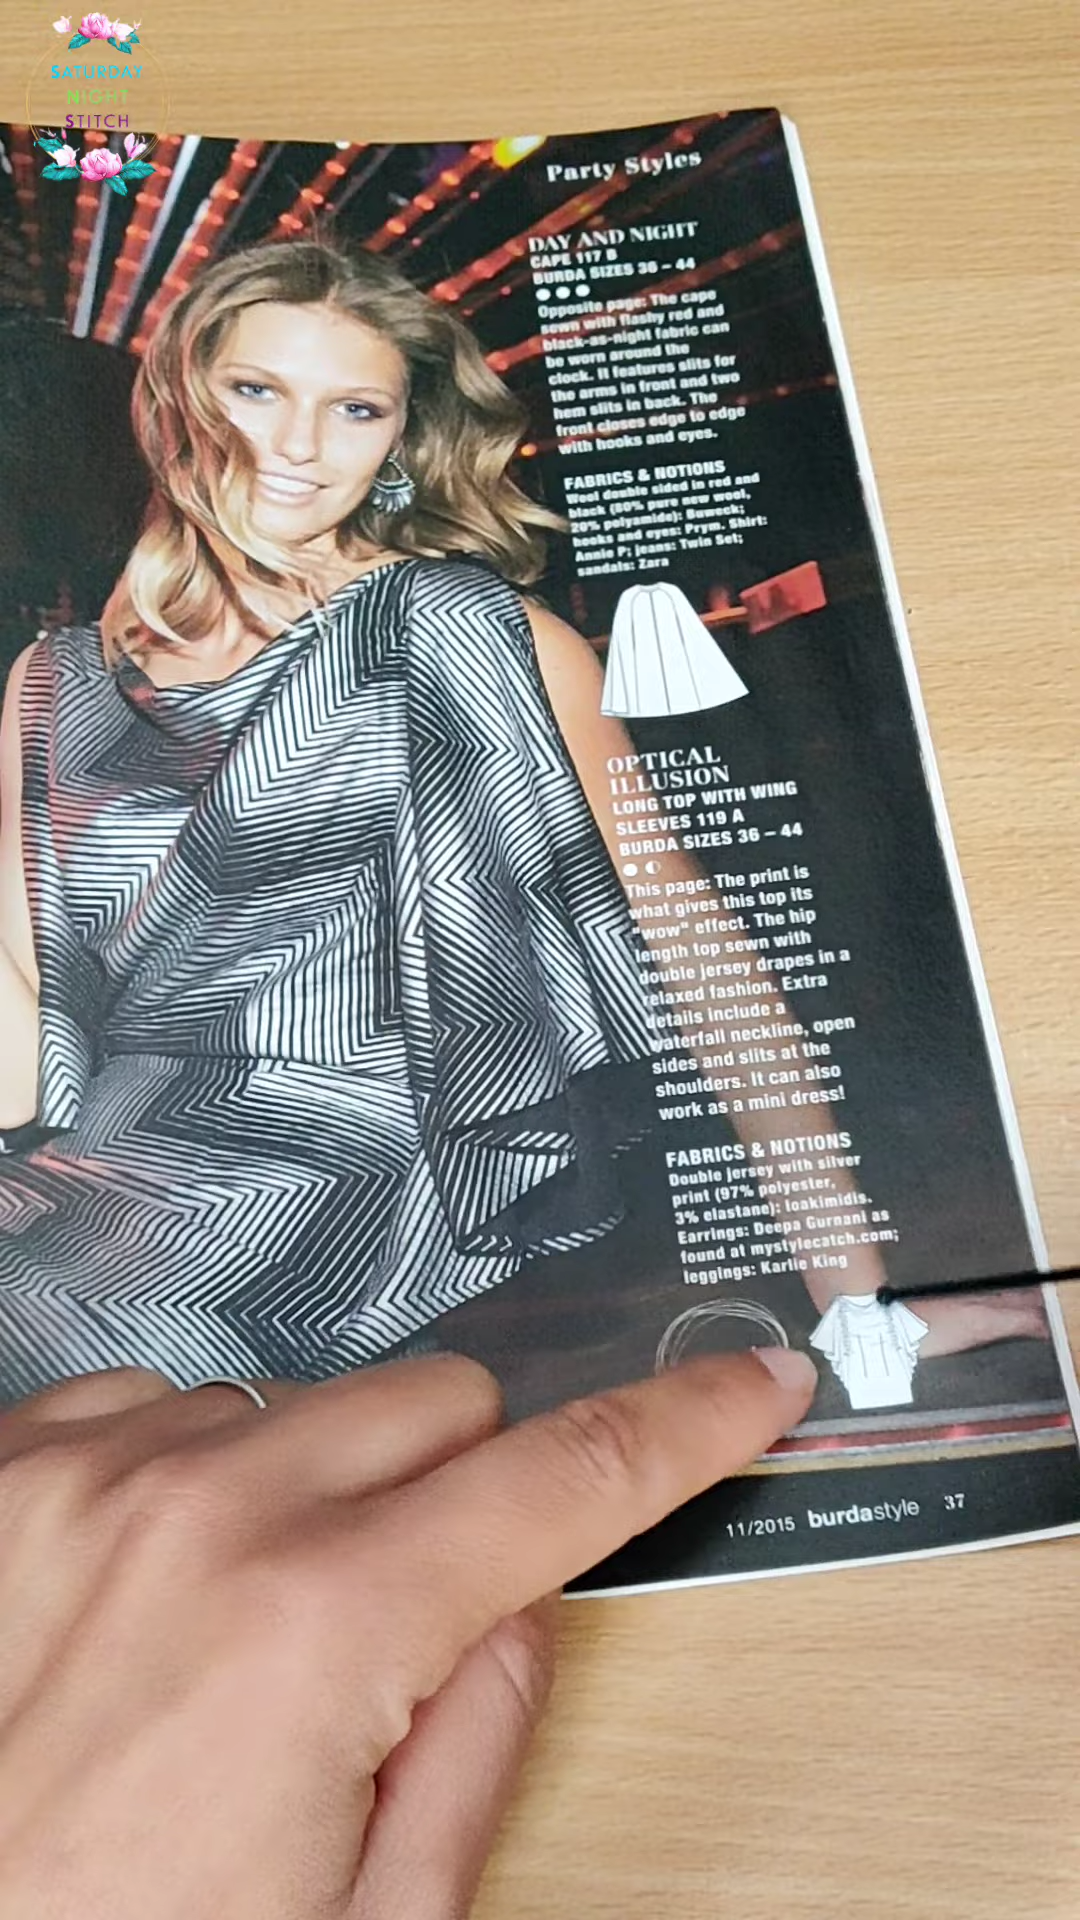 SATURDAY
NIGHT
STITCH
Party Styles
DAY AND NIGHT
CAPE 117 B
BURDA SIZES 36 – 44
Opposite page: The cape
sewn with flashy red and
black-as-night fabric can
be worn around the
clock. It features slits for
the arms in front and two
hem slits in back. The
front closes edge to edge
with hooks and eyes.
FABRICS & NOTIONS
Wool double sided in red and
black (80% pure new wool,
20% polyamide): Buweck;
hooks and eyes: Prym. Shirt:
Annie P; jeans: Twin Set;
sandals: Zara
OPTICAL
ILLUSION
LONG TOP WITH WING
SLEEVES 119 A
BURDA SIZES 36 – 44
This page: The print is
what gives this top its
"wow" effect. The hip
length top sewn with
double jersey drapes in a
relaxed fashion. Extra
details include a
waterfall neckline, open
sides and slits at the
shoulders. It can also
work as a mini dress!
FABRICS & NOTIONS
Double jersey with silver
print (97% polyester,
3% elastane): Ioakimidis.
Earrings: Deepa Gurnani as
found at mystylecatch.com;
leggings: Karlie King
11/2015 burdastyle 37